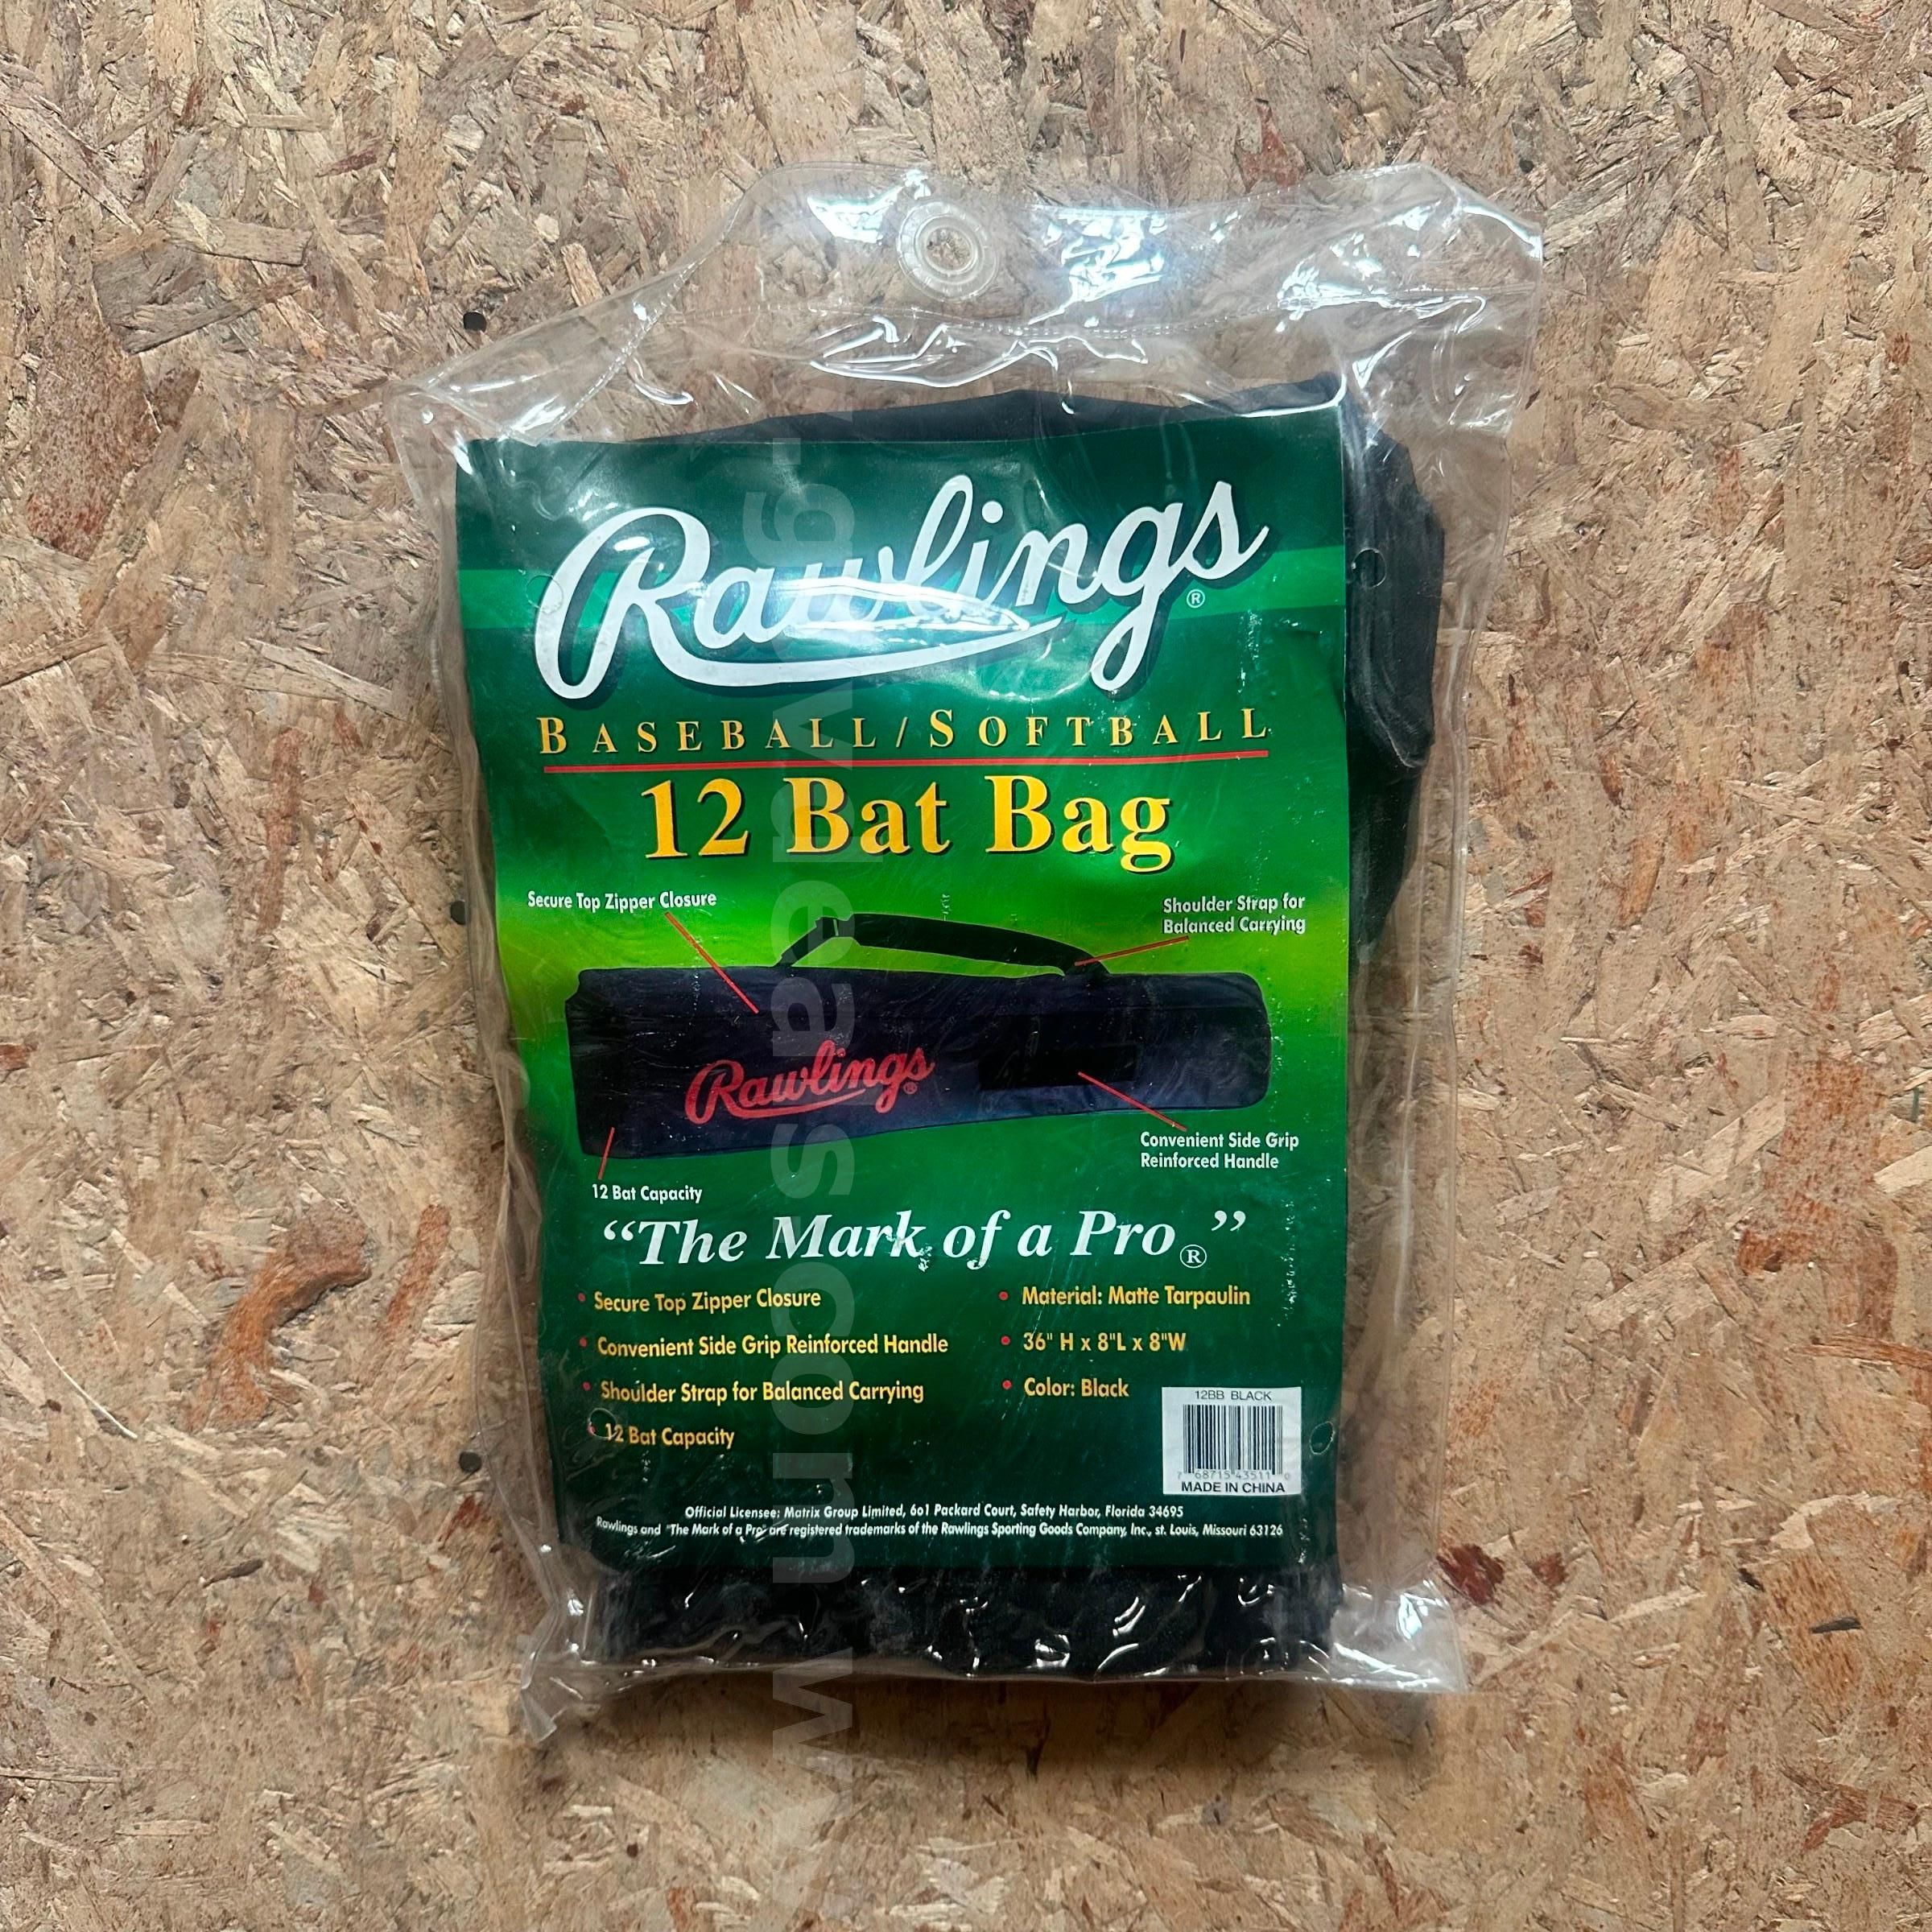 Rawlings®
BASEBALL/SOFTBALL
12 Bat Bag
Secure Top Zipper Closure
Shoulder Strap for
Balanced Carrying
Rawlings®
Convenient Side Grip
Reinforced Handle
12 Bat Capacity
“The Mark of a Pro®”
• Secure Top Zipper Closure
• Convenient Side Grip Reinforced Handle
• Shoulder Strap for Balanced Carrying
• 12 Bat Capacity
• Material: Matte Tarpaulin
• 36" H x 8"L x 8"W
• Color: Black
12BB BLACK
7 68715 43511 0
MADE IN CHINA
Official Licensee: Matrix Group Limited, 601 Packard Court, Safety Harbor, Florida 34695
Rawlings and "The Mark of a Pro" are registered trademarks of the Rawlings Sporting Goods Company, Inc., st. Louis, Missouri 63126